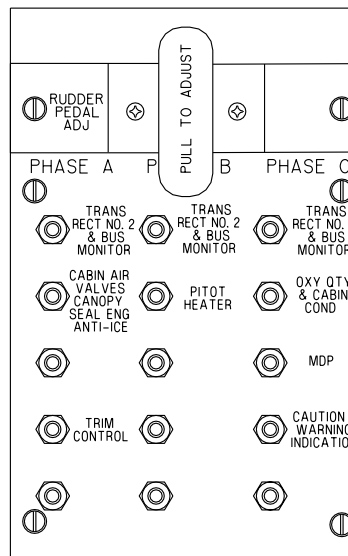 RUDDER
PEDAL
ADJ
PULL TO ADJUST
PHASE A
P B
PHASE C
TRANS
RECT NO. 2
& BUS
MONITOR
TRANS
RECT NO. 2
& BUS
MONITOR
TRANS
RECT NO.
& BUS
MONITOR
CABIN AIR
VALVES
CANOPY
SEAL ENG
ANTI-ICE
PITOT
HEATER
OXY QTY
& CABIN
COND
MDP
TRIM
CONTROL
CAUTION
WARNING
INDICATION